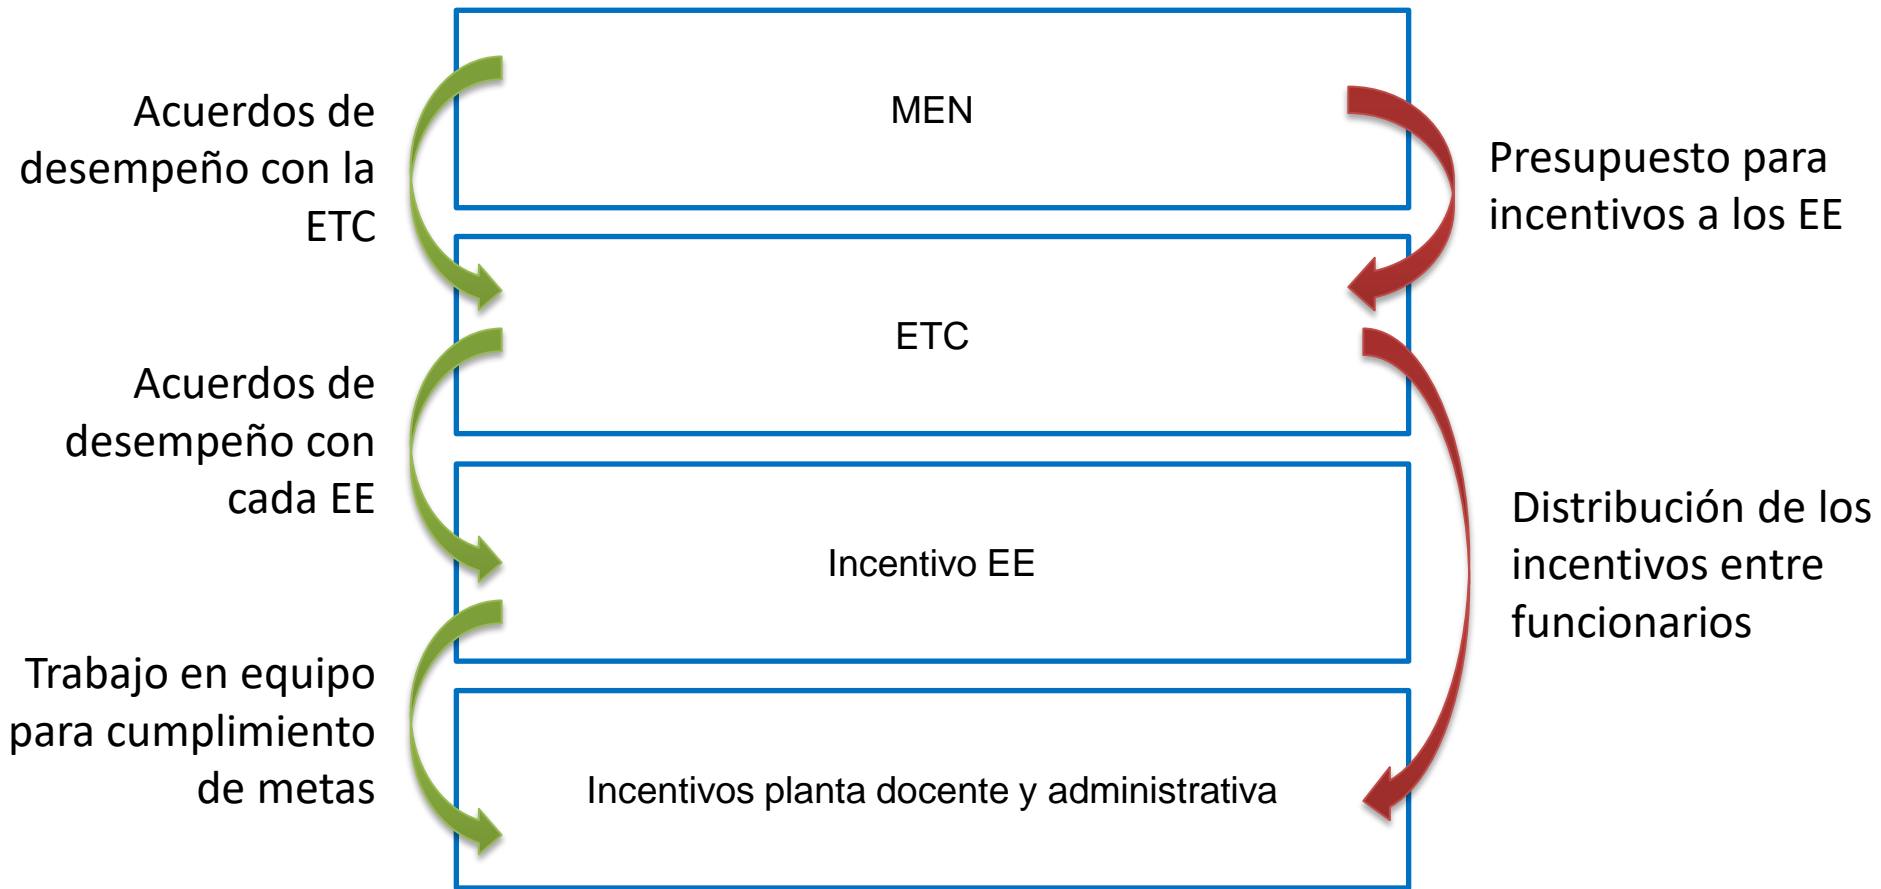 MEN
Acuerdos de
desempeño con la
ETC
Presupuesto para
incentivos a los EE
ETC
Acuerdos de
desempeño con
cada EE
Incentivo EE
Distribución de los
incentivos entre
funcionarios
Trabajo en equipo
para cumplimiento
de metas
Incentivos planta docente y administrativa